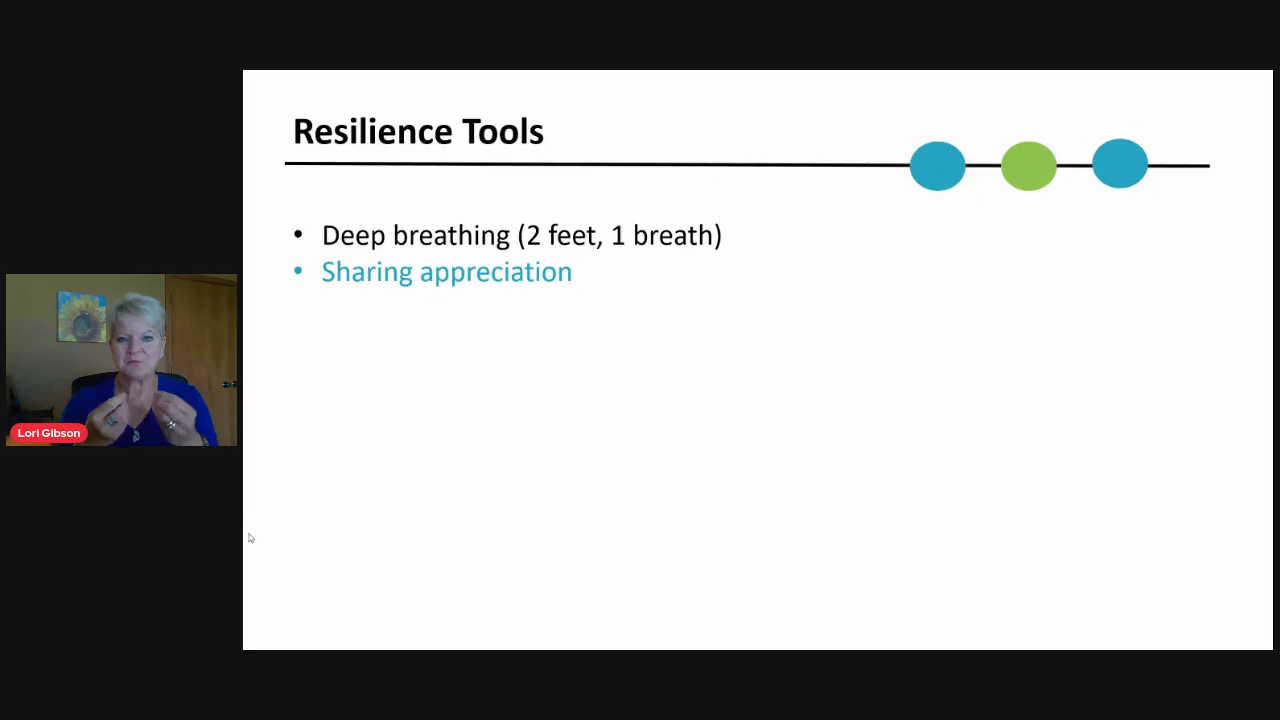 Resilience Tools
• Deep breathing (2 feet, 1 breath)
• Sharing appreciation
Lori Gibson